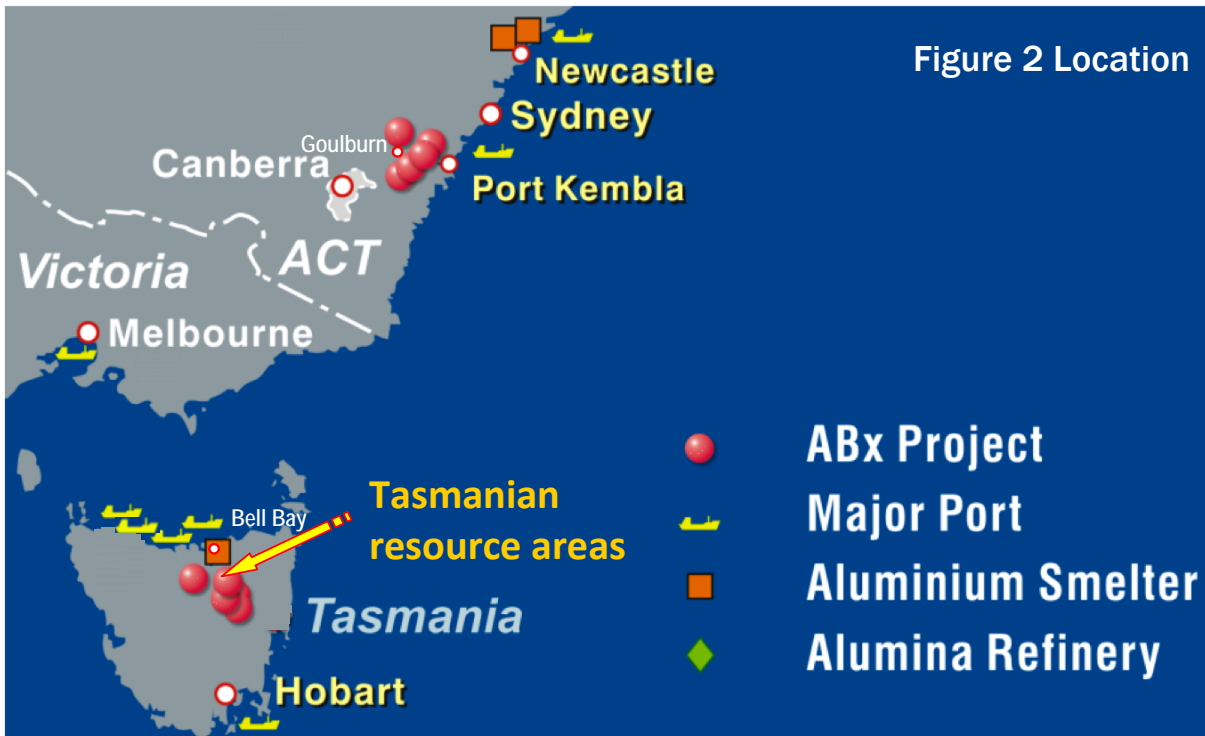 Figure 2 Location
Newcastle
Sydney
Goulburn
Canberra
Port Kembla
ACT
Victoria
Melbourne
Tasmanian
resource areas
Bell Bay
Tasmania
Hobart
ABx Project
Major Port
Aluminium Smelter
Alumina Refinery